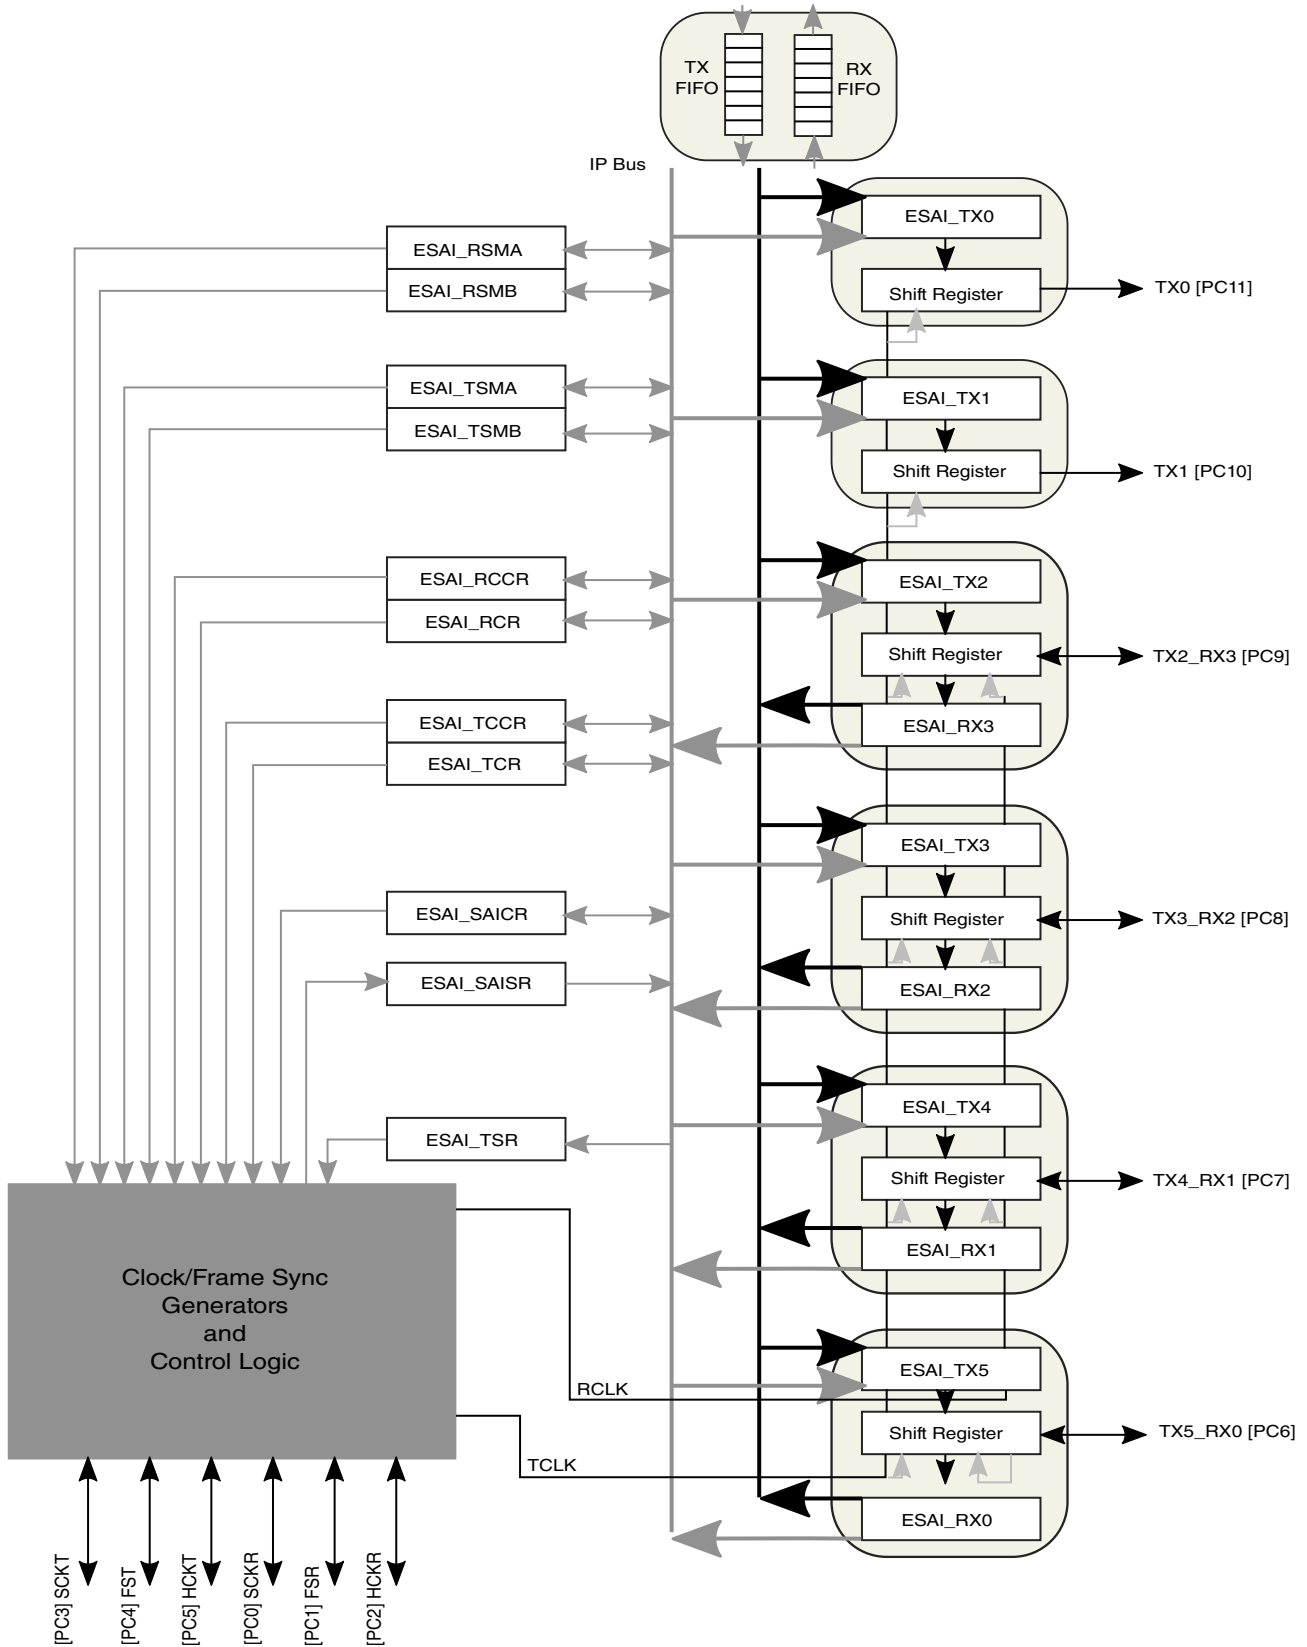 TX
FIFO
RX
FIFO
IP Bus
ESAI_RSMA
ESAI_RSMB
ESAI_TSMA
ESAI_TSMB
ESAI_RCCR
ESAI_RCR
ESAI_TCCR
ESAI_TCR
ESAI_SAICR
ESAI_SAISR
ESAI_TSR
ESAI_TX0
Shift Register
TX0 [PC11]
ESAI_TX1
Shift Register
TX1 [PC10]
ESAI_TX2
Shift Register
TX2_RX3 [PC9]
ESAI_RX3
ESAI_TX3
Shift Register
TX3_RX2 [PC8]
ESAI_RX2
ESAI_TX4
Shift Register
TX4_RX1 [PC7]
ESAI_RX1
ESAI_TX5
Shift Register
TX5_RX0 [PC6]
ESAI_RX0
Clock/Frame Sync
Generators
and
Control Logic
RCLK
TCLK
[PC3] SCKT
[PC4] FST
[PC5] HCKT
[PC0] SCKR
[PC1] FSR
[PC2] HCKR